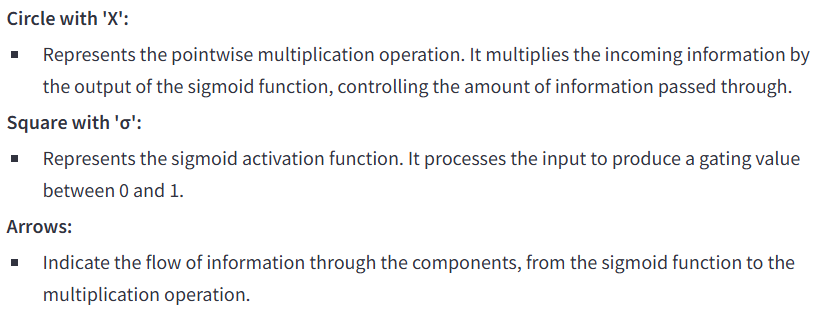 Circle with 'X':
▪ Represents the pointwise multiplication operation. It multiplies the incoming information by
the output of the sigmoid function, controlling the amount of information passed through.
Square with 'σ':
▪ Represents the sigmoid activation function. It processes the input to produce a gating value
between 0 and 1.
Arrows:
▪ Indicate the flow of information through the components, from the sigmoid function to the
multiplication operation.